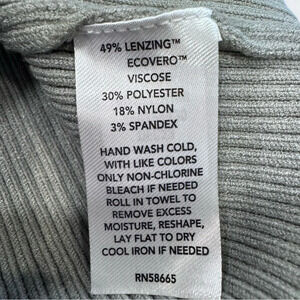 49% LENZING™
ECOVERO™
VISCOSE
30% POLYESTER
18% NYLON
3% SPANDEX
HAND WASH COLD,
WITH LIKE COLORS
ONLY NON-CHLORINE
BLEACH IF NEEDED
ROLL IN TOWEL TO
REMOVE EXCESS
MOISTURE, RESHAPE,
LAY FLAT TO DRY
COOL IRON IF NEEDED
RN58665